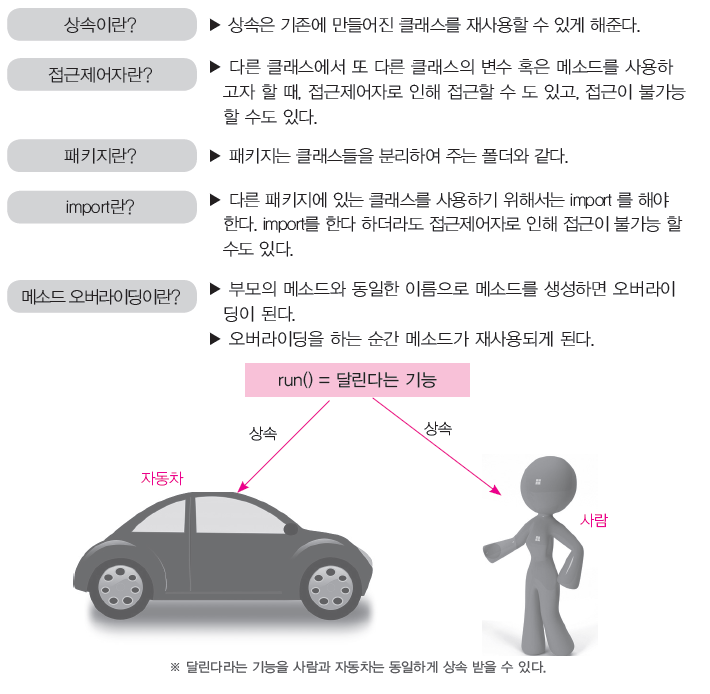 상속이란?
▶ 상속은 기존에 만들어진 클래스를 재사용할 수 있게 해준다.
접근제어자란?
▶ 다른 클래스에서 또 다른 클래스의 변수 혹은 메소드를 사용하
고자 할 때, 접근제어자로 인해 접근할 수 도 있고, 접근이 불가능
할 수도 있다.
패키지란?
▶ 패키지는 클래스들을 분리하여 주는 폴더와 같다.
import란?
▶ 다른 패키지에 있는 클래스를 사용하기 위해서는 import 를 해야
한다. import를 한다 하더라도 접근제어자로 인해 접근이 불가능 할
수도 있다.
메소드 오버라이딩이란?
▶ 부모의 메소드와 동일한 이름으로 메소드를 생성하면 오버라이
딩이 된다.
▶ 오버라이딩을 하는 순간 메소드가 재사용되게 된다.
run() = 달린다는 기능
상속
상속
자동차
사람
※ 달린다라는 기능을 사람과 자동차는 동일하게 상속 받을 수 있다.